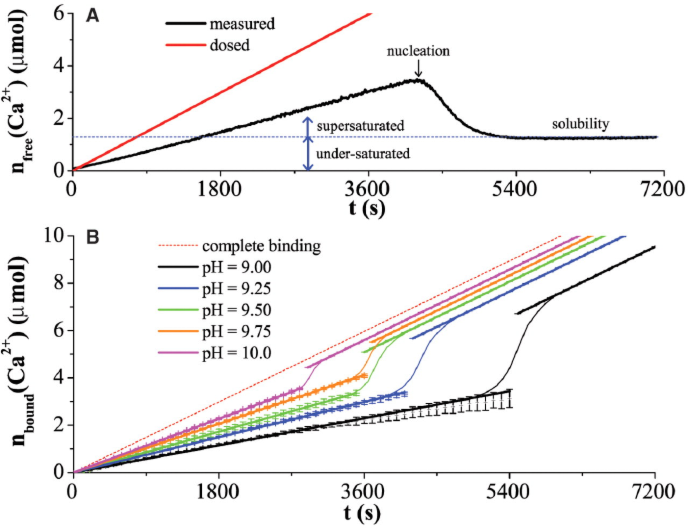 A
measured
dosed
nucleation
supersaturated
solubility
under-saturated
n_free(Ca²⁺) (μmol)
6
4
2
0
0 1800 3600 5400 7200
t (s)
B
complete binding
pH = 9.00
pH = 9.25
pH = 9.50
pH = 9.75
pH = 10.0
n_bound(Ca²⁺) (μmol)
10
8
6
4
2
0
0 1800 3600 5400 7200
t (s)